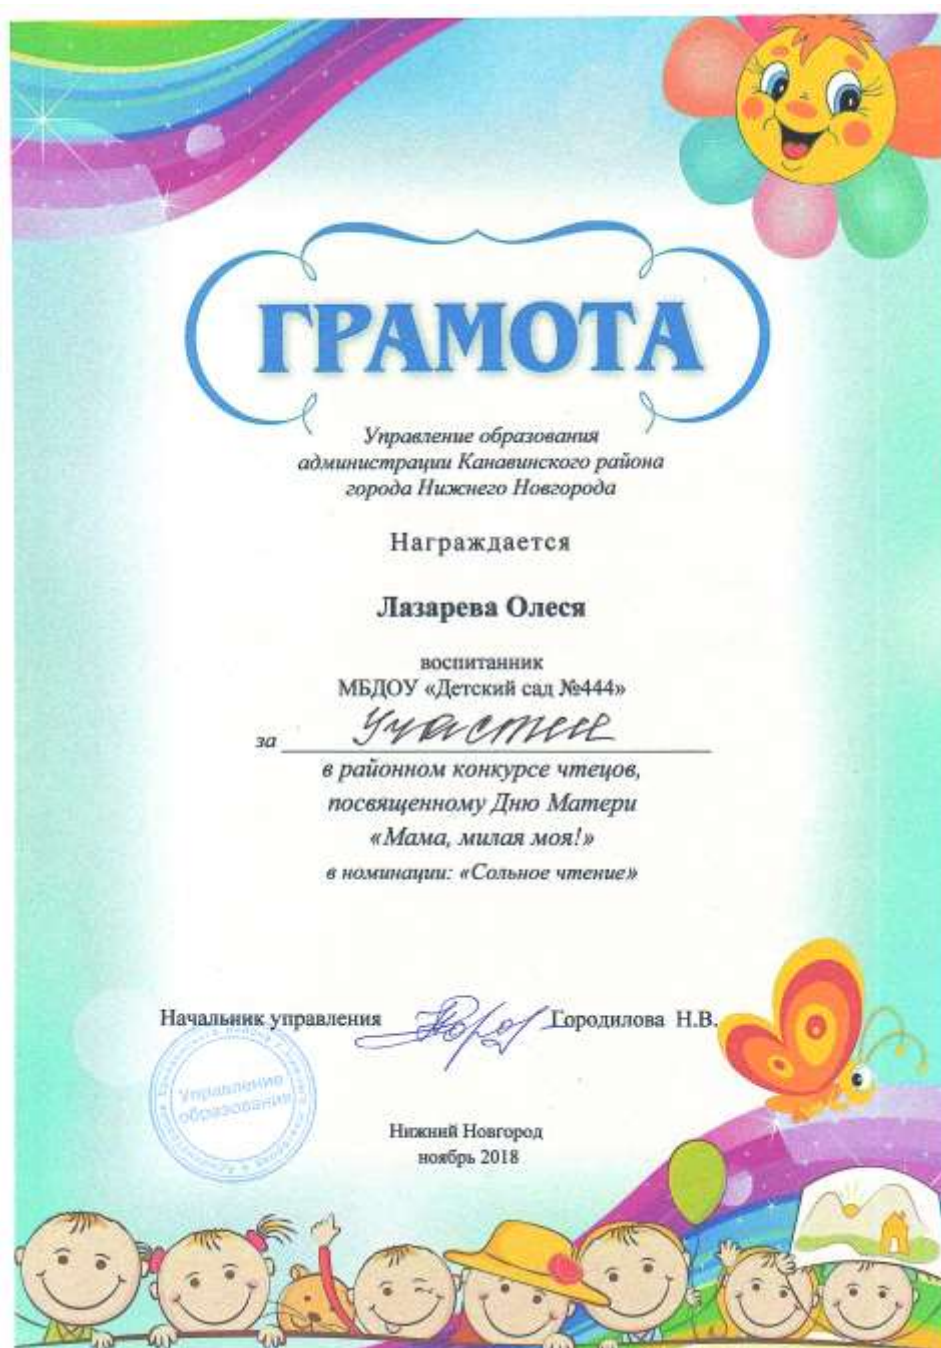 ГРАМОТА
Управление образования
администрации Канавинского района
города Нижнего Новгорода
Награждается
Лазарева Олеся
воспитанник
МБДОУ «Детский сад №444»
за участие
в районном конкурсе чтецов,
посвященному Дню Матери
«Мама, милая моя!»
в номинации: «Сольное чтение»
Начальник управления Городилова Н.В.
Управление
образования
Нижний Новгород
ноябрь 2018